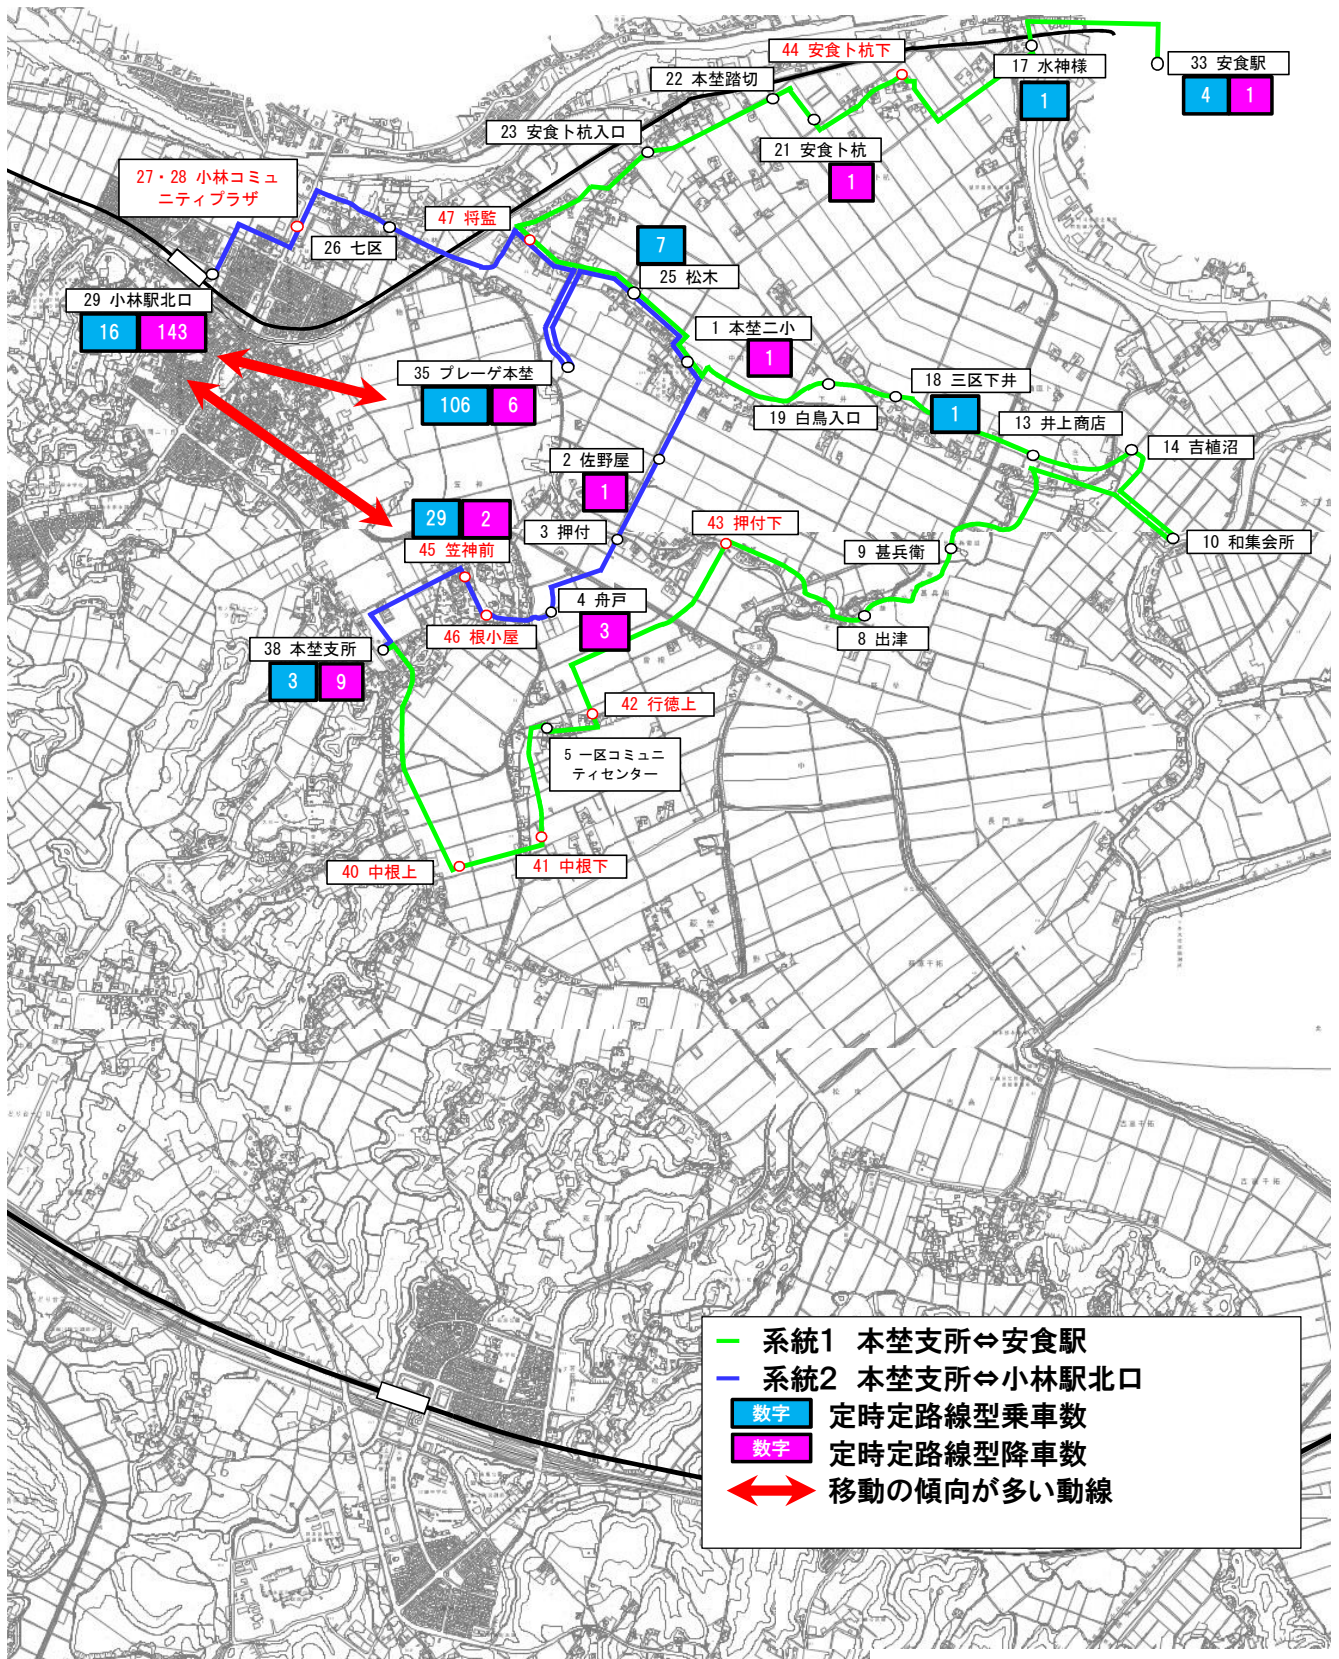 44 安食卜杭下
22 本埜踏切
17 水神様
33 安食駅
4
1
1
23 安食卜杭入口
21 安食卜杭
1
27・28 小林コミュ
ニティプラザ
47 将監
26 七区
7
25 松木
29 小林駅北口
16
143
1 本埜二小
1
35 プレーゲ本埜
106
6
18 三区下井
1
19 白鳥入口
13 井上商店
14 吉植沼
2 佐野屋
1
29
2
45 笠神前
3 押付
43 押付下
9 甚兵衛
10 和集会所
4 舟戸
3
46 根小屋
8 出津
38 本埜支所
3
9
42 行徳上
5 一区コミュニ
ティセンター
40 中根上
41 中根下
系統1 本埜支所⇔安食駅
系統2 本埜支所⇔小林駅北口
数字 定時定路線型乗車数
数字 定時定路線型降車数
移動の傾向が多い動線